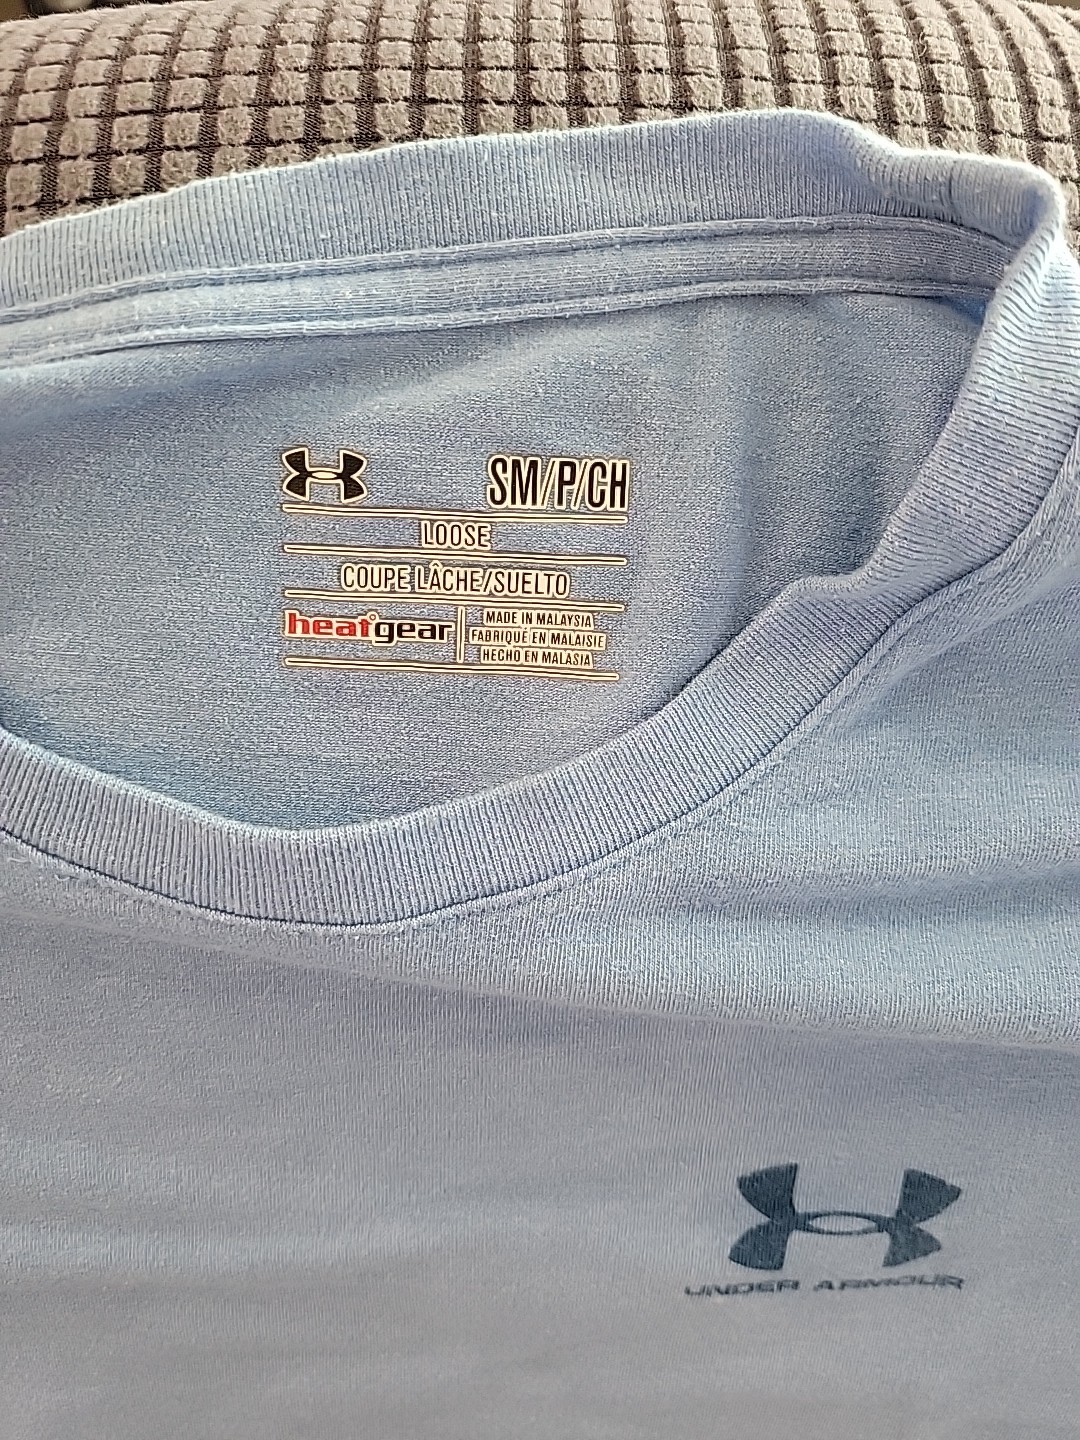 SM/P/CH
LOOSE
COUPE LÂCHE/SUELTO
heatgear
MADE IN MALAYSIA
FABRIQUÉ EN MALAISIE
HECHO EN MALASIA
UNDER ARMOUR